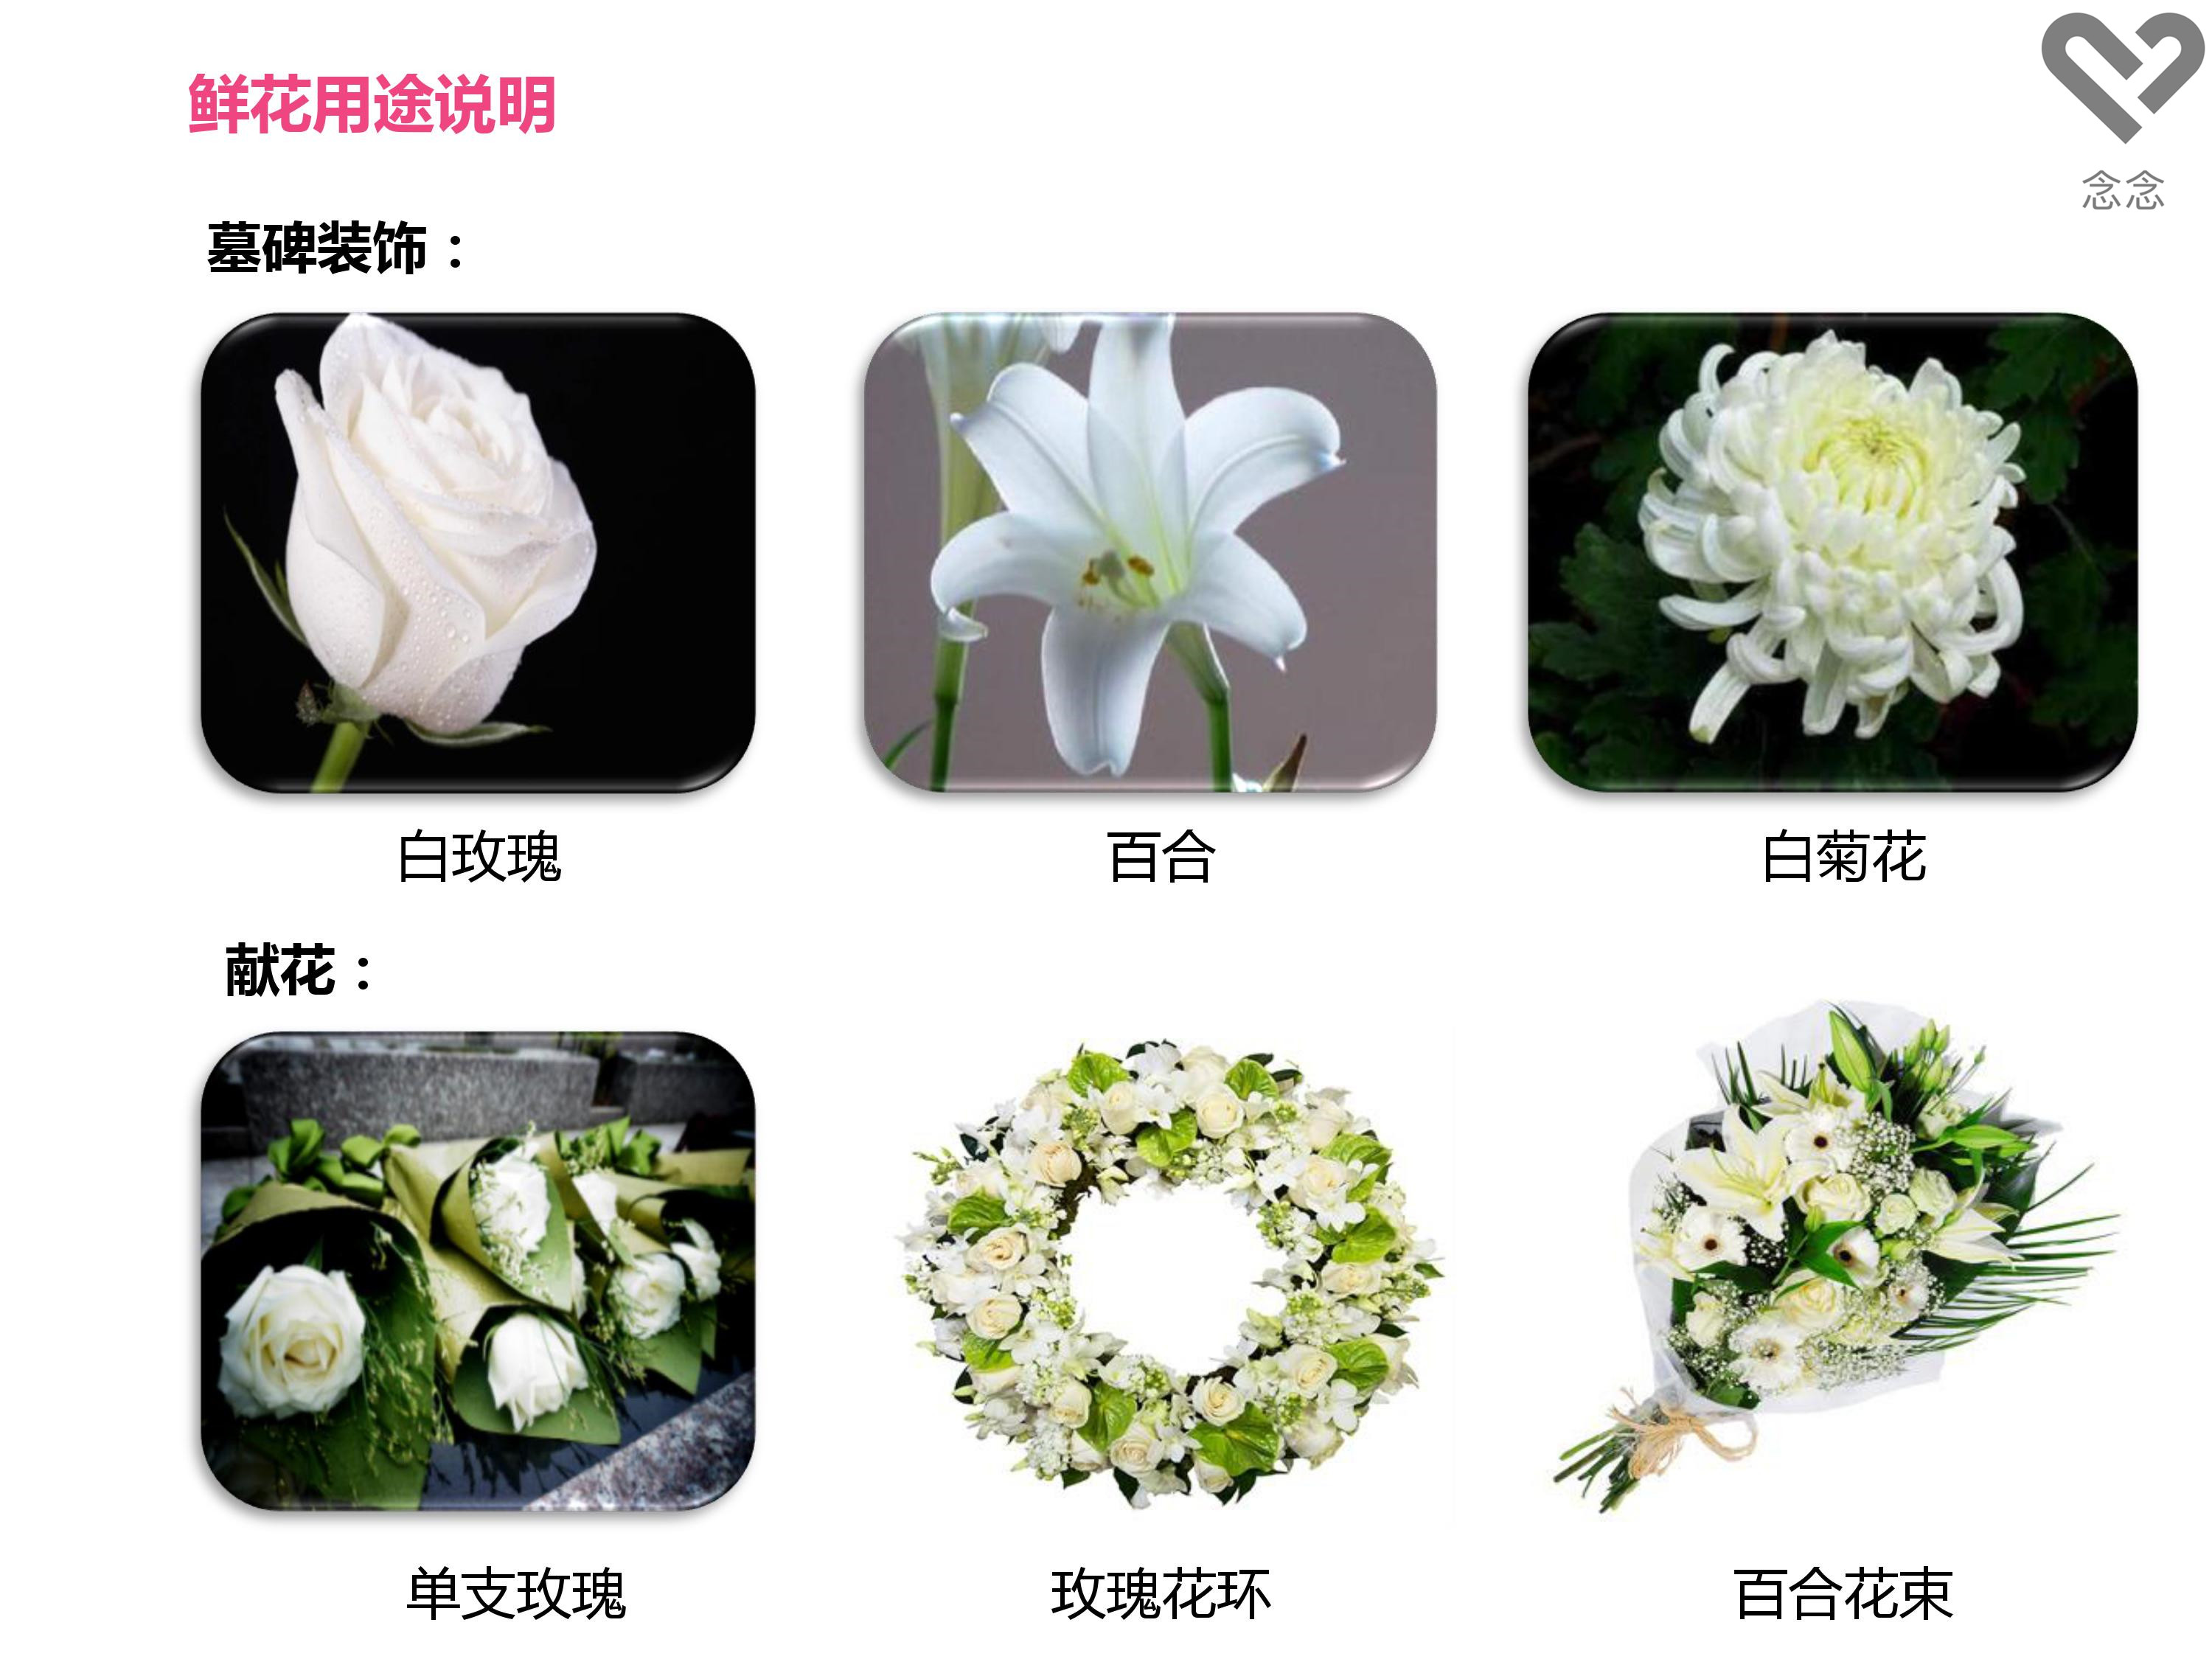 鲜花用途说明
念念
墓碑装饰：
白玫瑰
百合
白菊花
献花：
单支玫瑰
玫瑰花环
百合花束